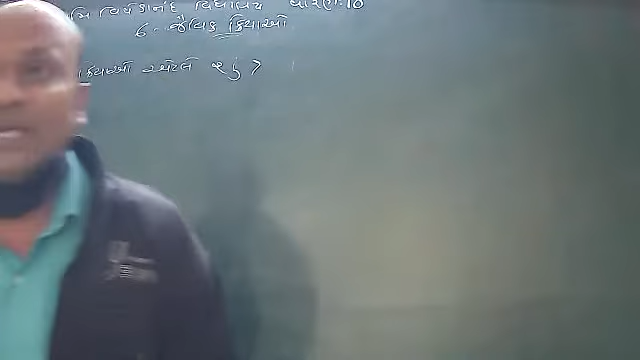 વિવેકાનંદ વિદ્યાલય ધોરણ:10
6. જૈવિક ક્રિયાઓ
ક્રિયાઓ એટલે શું?